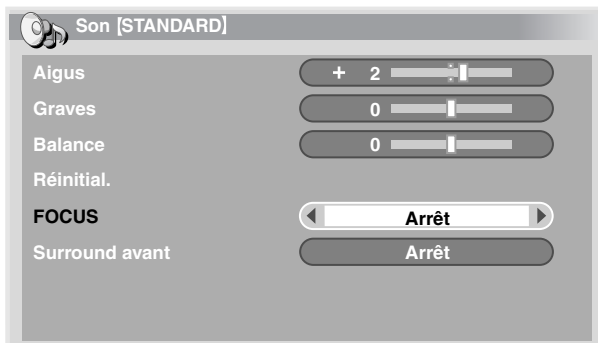 Son [STANDARD]
Aigus + 2
Graves 0
Balance 0
Réinitial.
FOCUS Arrêt
Surround avant Arrêt